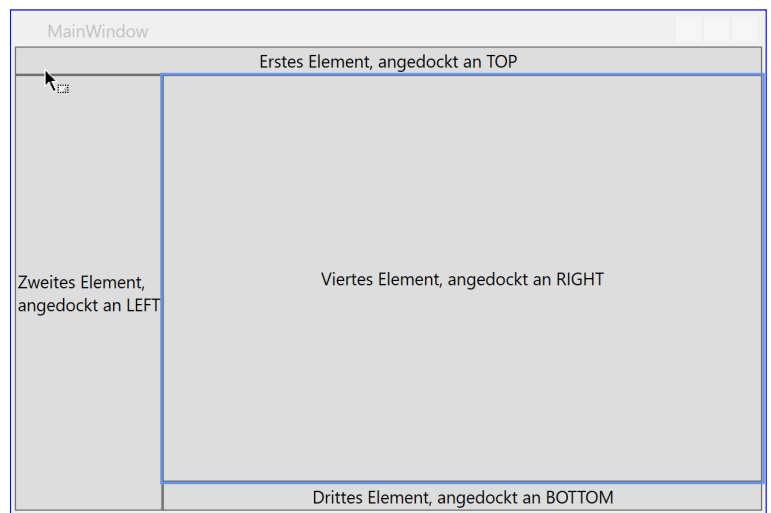 MainWindow
Erstes Element, angedockt an TOP
Zweites Element,
angedockt an LEFT
Viertes Element, angedockt an RIGHT
Drittes Element, angedockt an BOTTOM